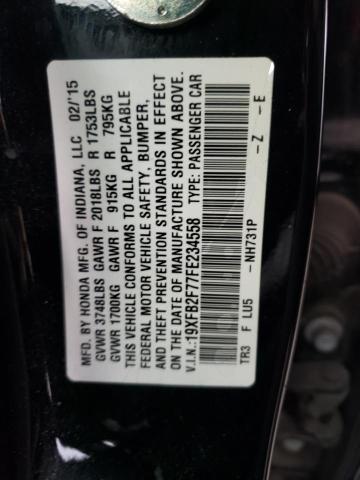 MFD. BY HONDA MFG. OF INDIANA, LLC 02/'15
GVWR 3748LBS GAWR F 2018LBS R 1753LBS
GVWR 1700KG GAWR F 915KG R 795KG
THIS VEHICLE CONFORMS TO ALL APPLICABLE
FEDERAL MOTOR VEHICLE SAFETY, BUMPER,
AND THEFT PREVENTION STANDARDS IN EFFECT
ON THE DATE OF MANUFACTURE SHOWN ABOVE.
V.I.N.:19XFB2F77FE234558 TYPE: PASSENGER CAR
TR3 F LU5 -NH731P -Z -E